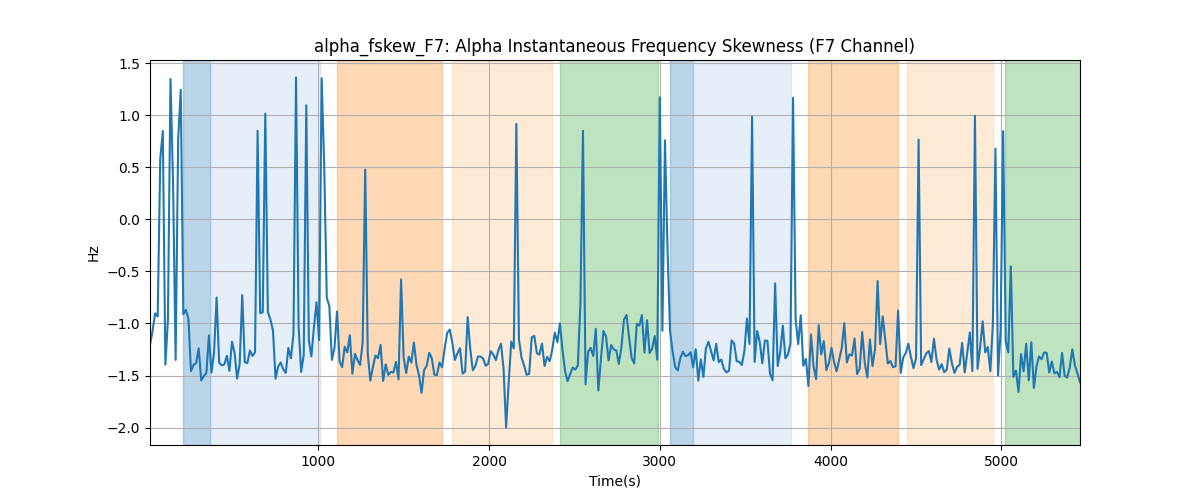 alpha_fskew_F7: Alpha Instantaneous Frequency Skewness (F7 Channel)
1.5
1.0
0.5
0.0
−0.5
−1.0
−1.5
−2.0
Hz
1000 2000 3000 4000 5000
Time(s)